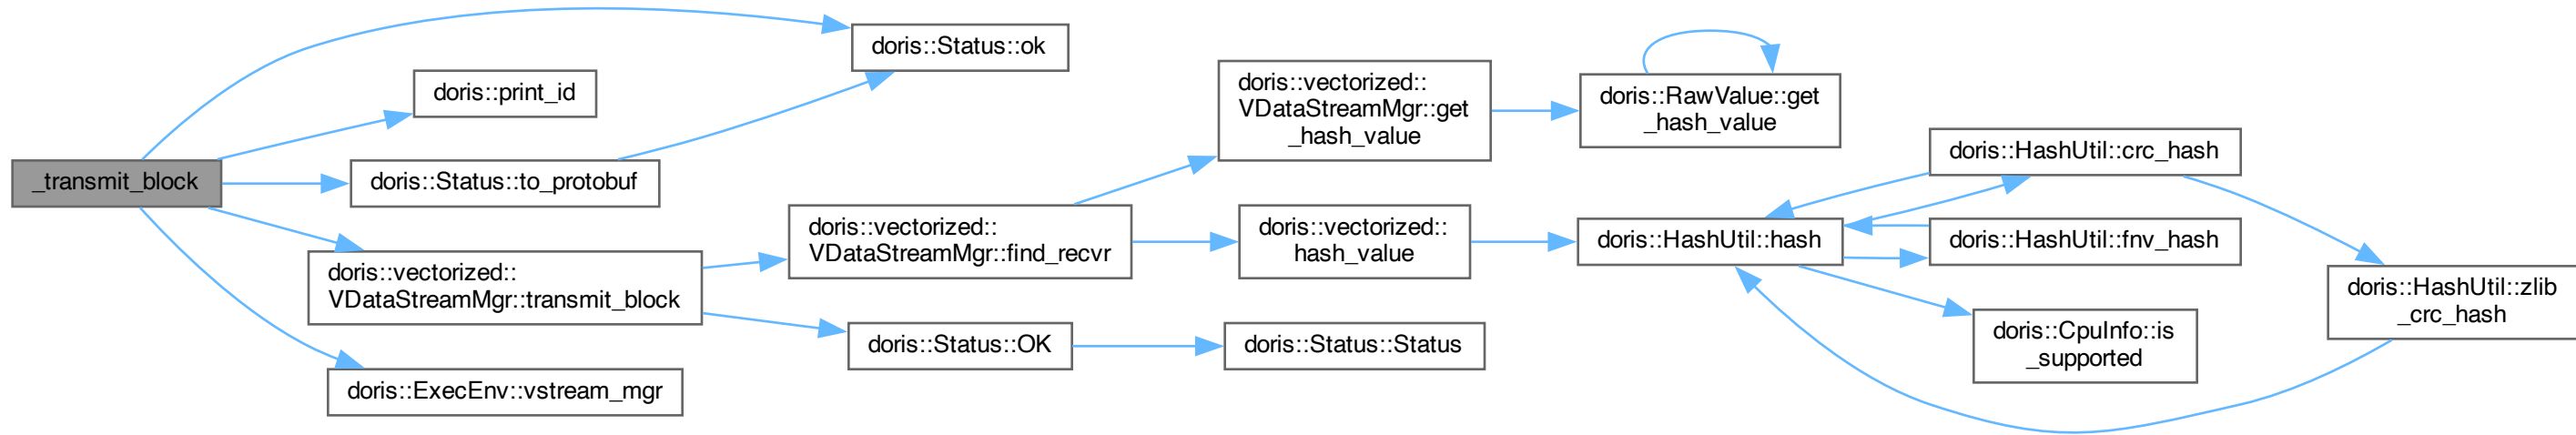 _transmit_block
doris::Status::ok
doris::print_id
doris::Status::to_protobuf
doris::vectorized::
VDataStreamMgr::transmit_block
doris::ExecEnv::vstream_mgr
doris::vectorized::
VDataStreamMgr::find_recvr
doris::Status::OK
doris::vectorized::
VDataStreamMgr::get
_hash_value
doris::vectorized::
hash_value
doris::Status::Status
doris::RawValue::get
_hash_value
doris::HashUtil::hash
doris::HashUtil::crc_hash
doris::HashUtil::fnv_hash
doris::CpuInfo::is
_supported
doris::HashUtil::zlib
_crc_hash